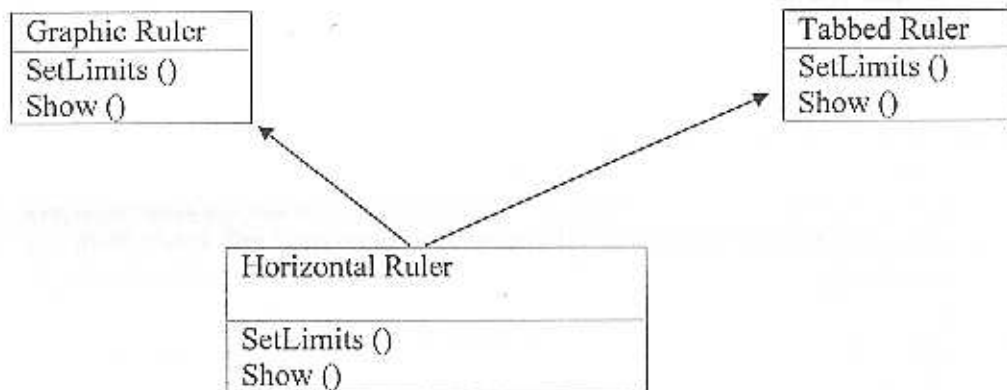 Graphic Ruler
SetLimits ()
Show ()
Tabbed Ruler
SetLimits ()
Show ()
Horizontal Ruler
SetLimits ()
Show ()